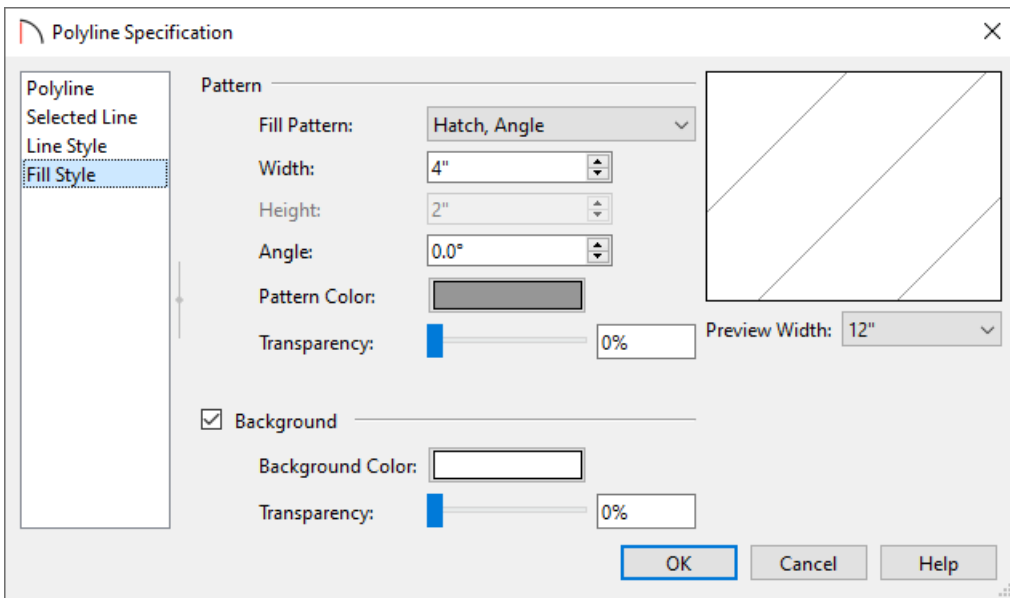 Polyline Specification
Polyline
Selected Line
Line Style
Fill Style
Pattern
Fill Pattern: Hatch, Angle
Width: 4"
Height: 2"
Angle: 0.0°
Pattern Color:
Transparency: 0%
Preview Width: 12"
Background
Background Color:
Transparency: 0%
OK Cancel Help